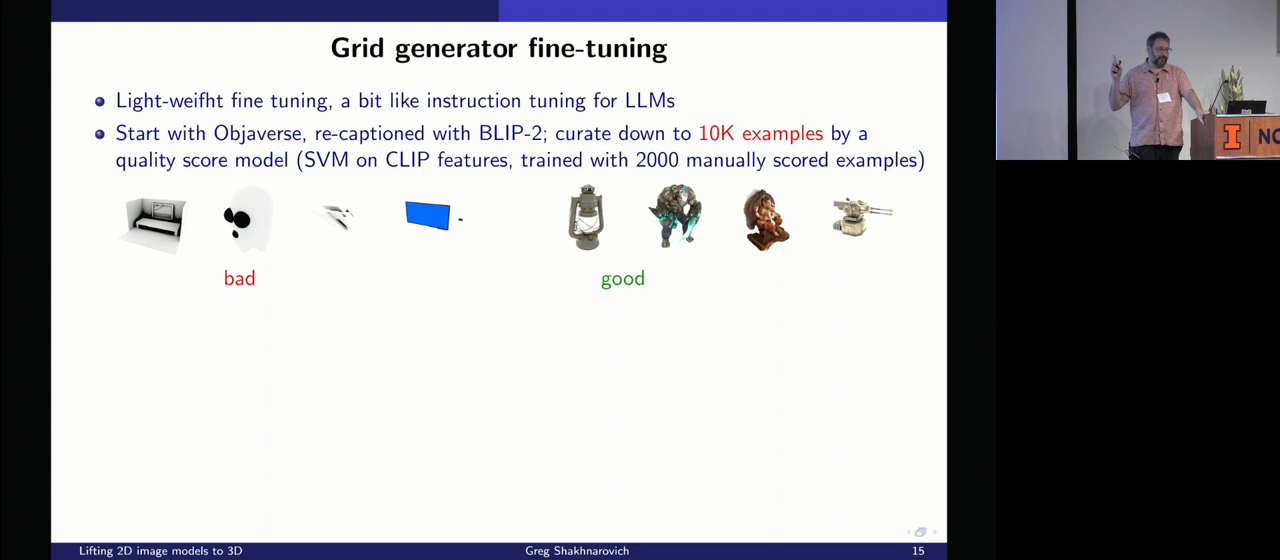 Grid generator fine-tuning
Light-weifht fine tuning, a bit like instruction tuning for LLMs
Start with Objaverse, re-captioned with BLIP-2; curate down to 10K examples by a
quality score model (SVM on CLIP features, trained with 2000 manually scored examples)
bad
good
Lifting 2D image models to 3D
Greg Shakhnarovich
15
I